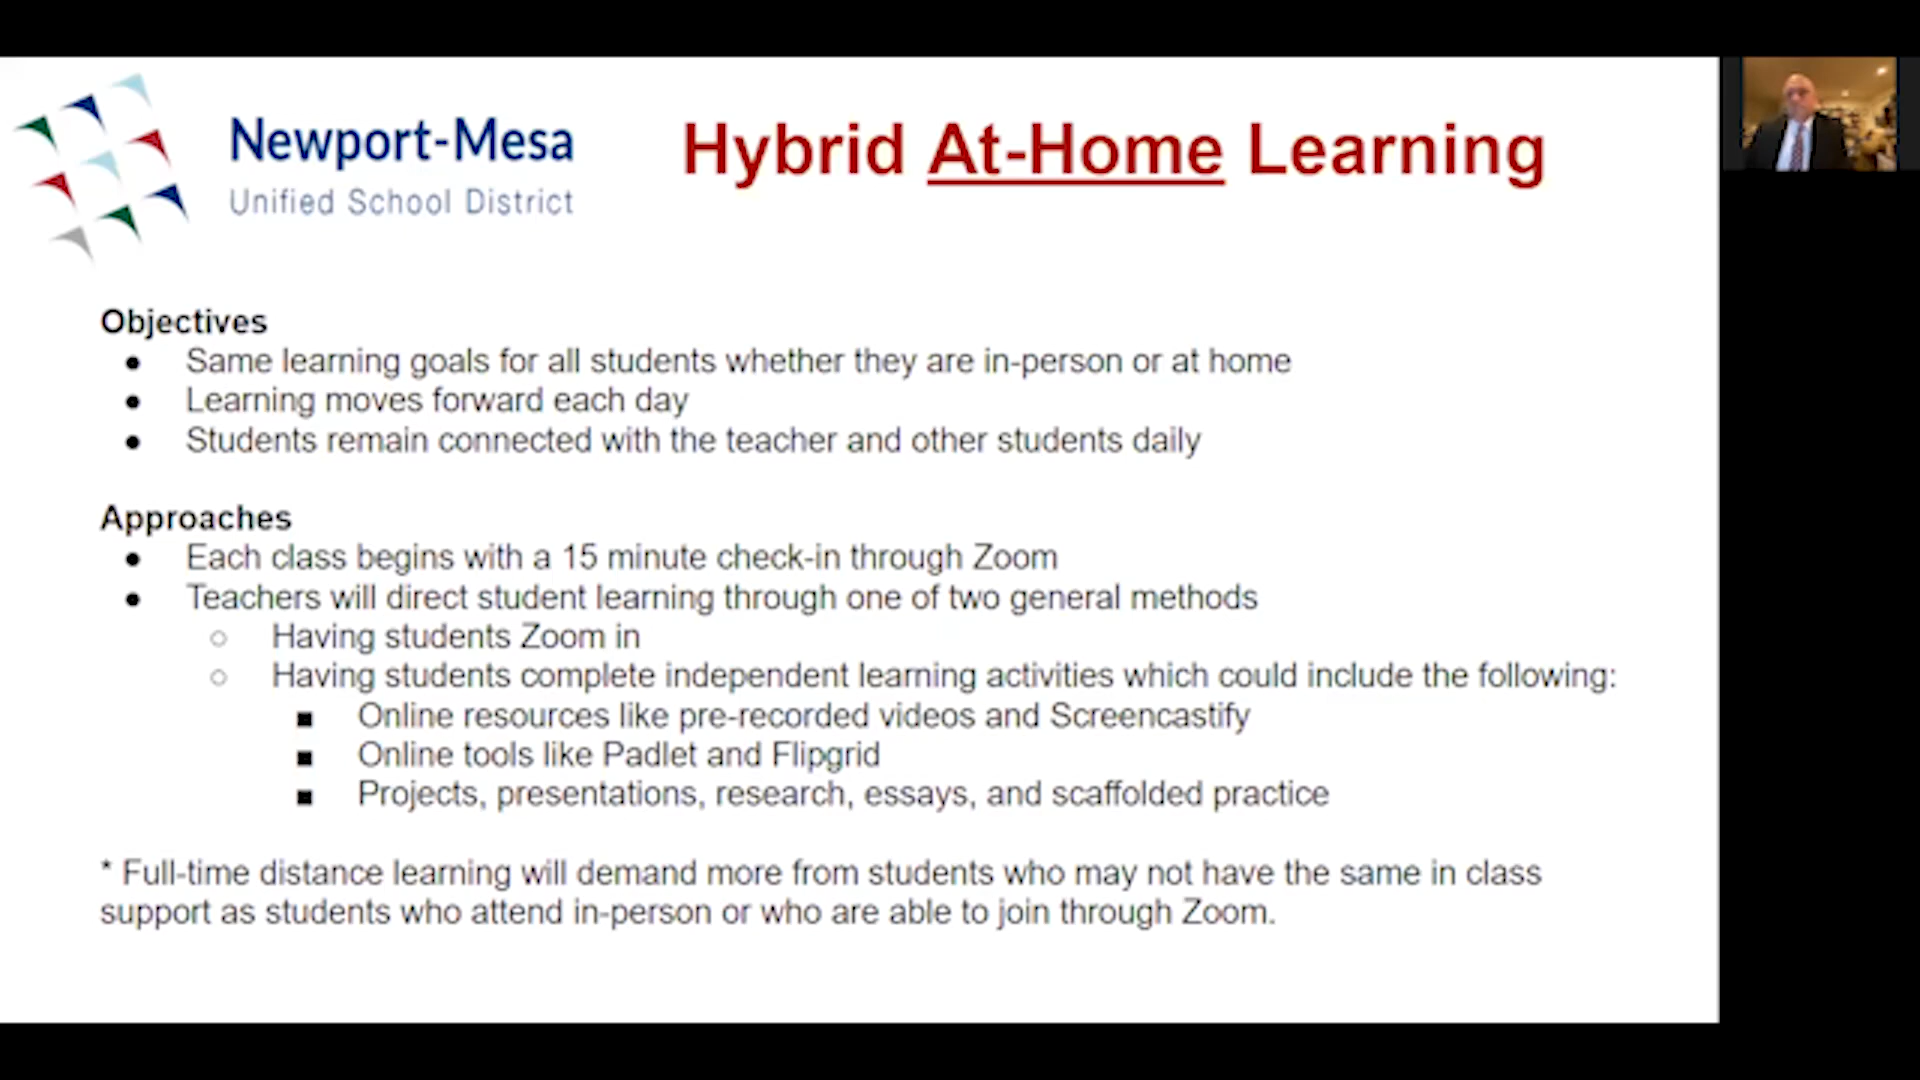 Newport-Mesa
Unified School District
Hybrid At-Home Learning
Objectives
● Same learning goals for all students whether they are in-person or at home
● Learning moves forward each day
● Students remain connected with the teacher and other students daily
Approaches
● Each class begins with a 15 minute check-in through Zoom
● Teachers will direct student learning through one of two general methods
○ Having students Zoom in
○ Having students complete independent learning activities which could include the following:
■ Online resources like pre-recorded videos and Screencastify
■ Online tools like Padlet and Flipgrid
■ Projects, presentations, research, essays, and scaffolded practice
* Full-time distance learning will demand more from students who may not have the same in class
support as students who attend in-person or who are able to join through Zoom.